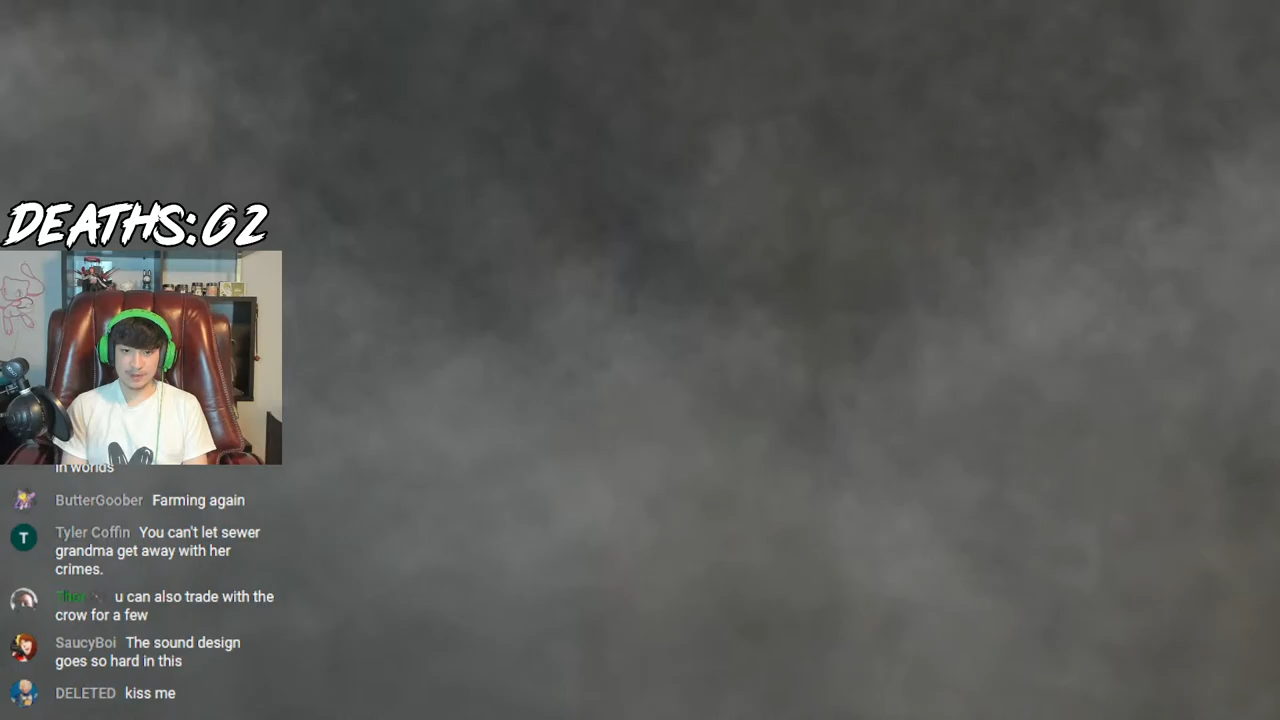 DEATHS:62
in worlds
ButterGoober Farming again
Tyler Coffin You can't let sewer
grandma get away with her
crimes.
T
u can also trade with the
crow for a few
SaucyBoi The sound design
goes so hard in this
DELETED kiss me